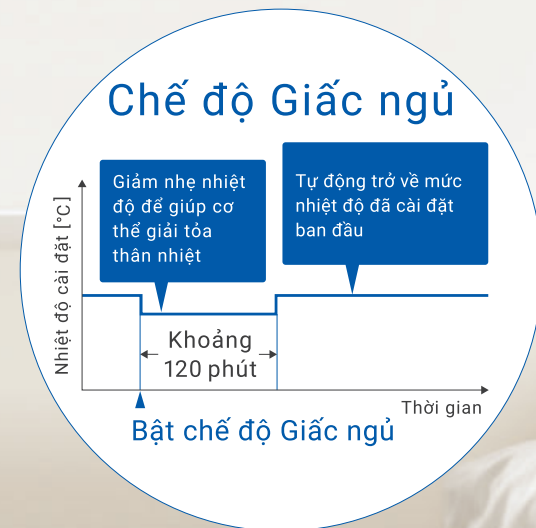 Chế độ Giấc ngủ
Giảm nhẹ nhiệt
độ để giúp cơ
thể giải tỏa
thân nhiệt
Tự động trở về mức
nhiệt độ đã cài đặt
ban đầu
Nhiệt độ cài đặt [°C]
Khoảng
120 phút
Thời gian
Bật chế độ Giấc ngủ